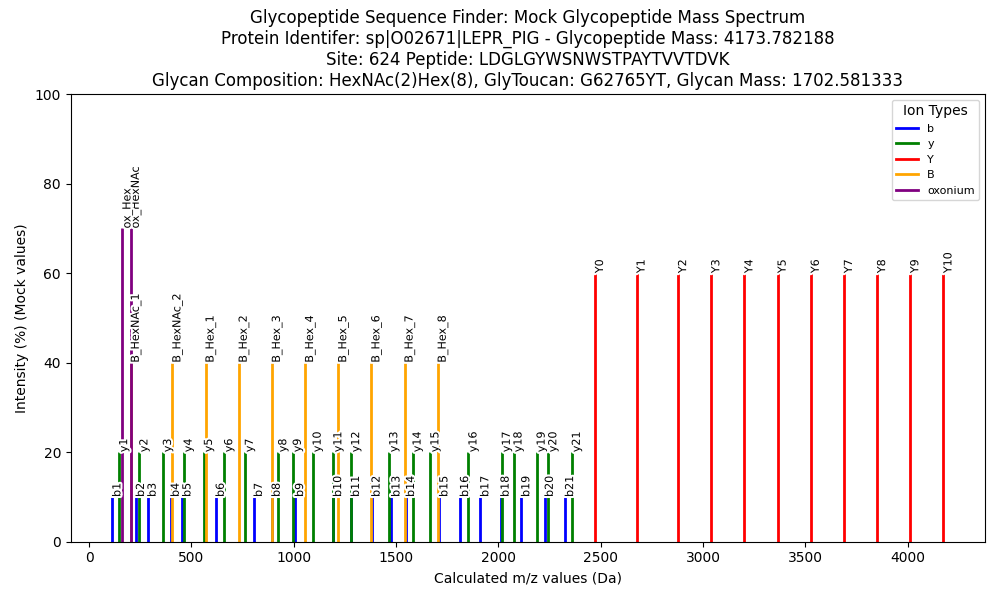 Glycopeptide Sequence Finder: Mock Glycopeptide Mass Spectrum
Protein Identifer: sp|O02671|LEPR_PIG - Glycopeptide Mass: 4173.782188
Site: 624 Peptide: LDGLGYWSNWSTPAYTVVTDVK
Glycan Composition: HexNAc(2)Hex(8), GlyToucan: G62765YT, Glycan Mass: 1702.581333
Intensity (%) (Mock values)
100
80
60
40
20
0
Ion Types
b
y
Y
B
oxonium
ox_Hex
ox_HexNAc
Y0
Y1
Y2
Y3
Y4
Y5
Y6
Y7
Y8
Y9
Y10
B_HexNAc_1
B_HexNAc_2
B_Hex_1
B_Hex_2
B_Hex_3
B_Hex_4
B_Hex_5
B_Hex_6
B_Hex_7
B_Hex_8
y1
y2
y3
y4
y5
y6
y7
y8
y9
y10
y11
y12
y13
y14
y15
y16
y17
y18
y19
y20
y21
b1
b2
b3
b4
b5
b6
b7
b8
b9
b10
b11
b12
b13
b14
b15
b16
b17
b18
b19
b20
b21
0
500
1000
1500
2000
2500
3000
3500
4000
Calculated m/z values (Da)